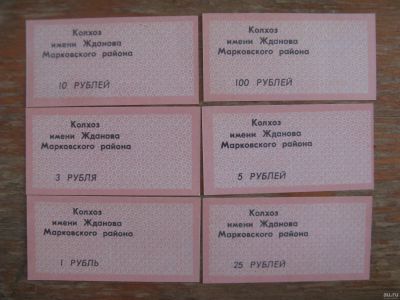 Колхоз
имени Жданова
Марковского района
10 РУБЛЕЙ
Колхоз
имени Жданова
Марковского района
100 РУБЛЕЙ
Колхоз
имени Жданова
Марковского района
3 РУБЛЯ
Колхоз
имени Жданова
Марковского района
5 РУБЛЕЙ
Колхоз
имени Жданова
Марковского района
1 РУБЛЬ
Колхоз
имени Жданова
Марковского района
25 РУБЛЕЙ
au.ru